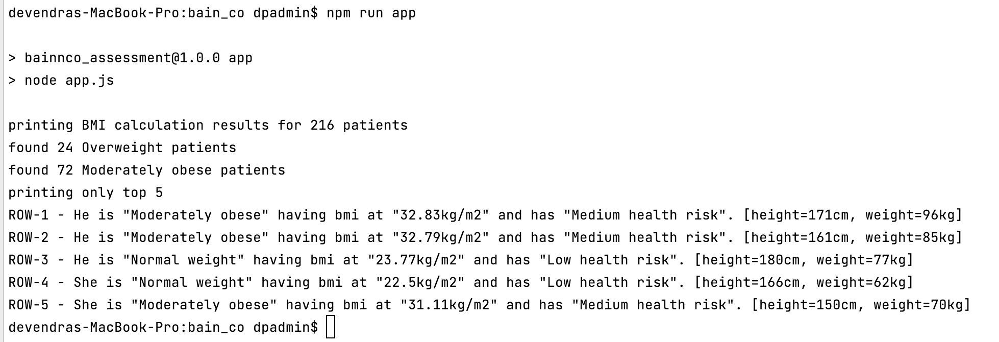 devendras-MacBook-Pro:bain_co dpadmin$ npm run app
> bainnco_assessment@1.0.0 app
> node app.js
printing BMI calculation results for 216 patients
found 24 Overweight patients
found 72 Moderately obese patients
printing only top 5
ROW-1 - He is "Moderately obese" having bmi at "32.83kg/m2" and has "Medium health risk". [height=171cm, weight=96kg]
ROW-2 - He is "Moderately obese" having bmi at "32.79kg/m2" and has "Medium health risk". [height=161cm, weight=85kg]
ROW-3 - He is "Normal weight" having bmi at "23.77kg/m2" and has "Low health risk". [height=180cm, weight=77kg]
ROW-4 - She is "Normal weight" having bmi at "22.5kg/m2" and has "Low health risk". [height=166cm, weight=62kg]
ROW-5 - She is "Moderately obese" having bmi at "31.11kg/m2" and has "Medium health risk". [height=150cm, weight=70kg]
devendras-MacBook-Pro:bain_co dpadmin$